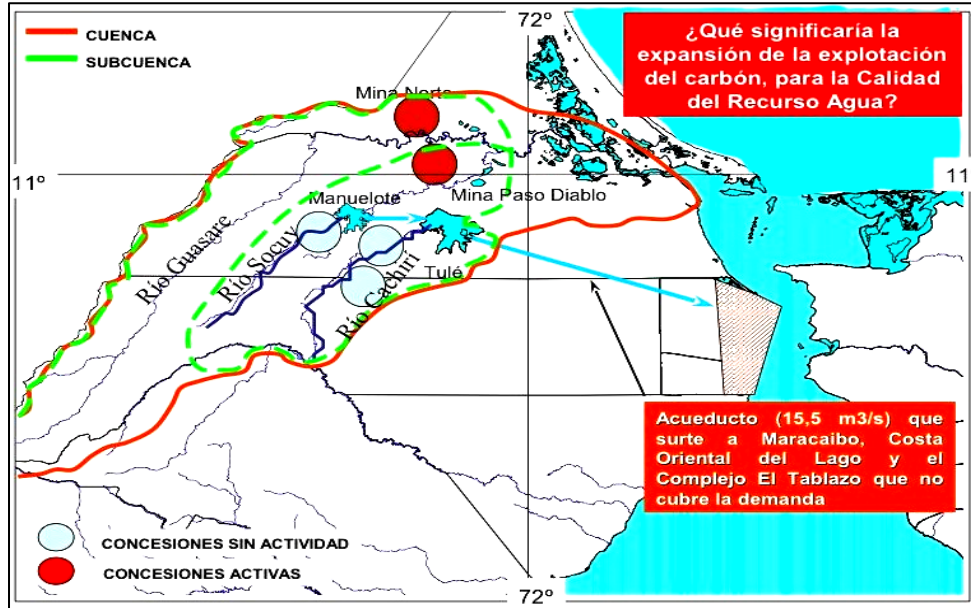 72º
CUENCA
SUBCUENCA
¿Qué significaría la
expansión de la explotación
del carbón, para la Calidad
del Recurso Agua?
Mina Norte
11º
11
Mina Paso Diablo
Manuelote
Río Guasare
Río Socuy
Río Cachiri
Tulé
Acueducto (15,5 m3/s) que
surte a Maracaibo, Costa
Oriental del Lago y el
Complejo El Tablazo que no
cubre la demanda
CONCESIONES SIN ACTIVIDAD
CONCESIONES ACTIVAS
72º